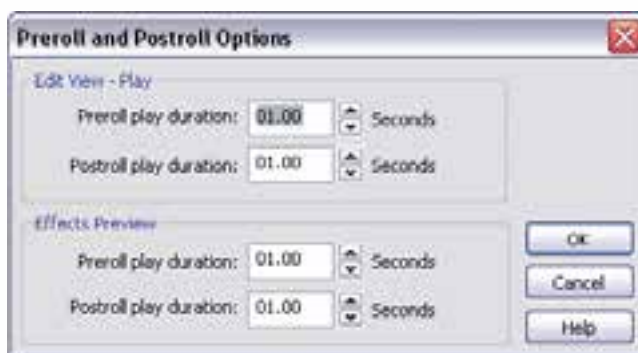 Preroll and Postroll Options
Edit View - Play
Preroll play duration: 01.00 Seconds
Postroll play duration: 01.00 Seconds
Effects Preview
Preroll play duration: 01.00 Seconds
Postroll play duration: 01.00 Seconds
OK
Cancel
Help